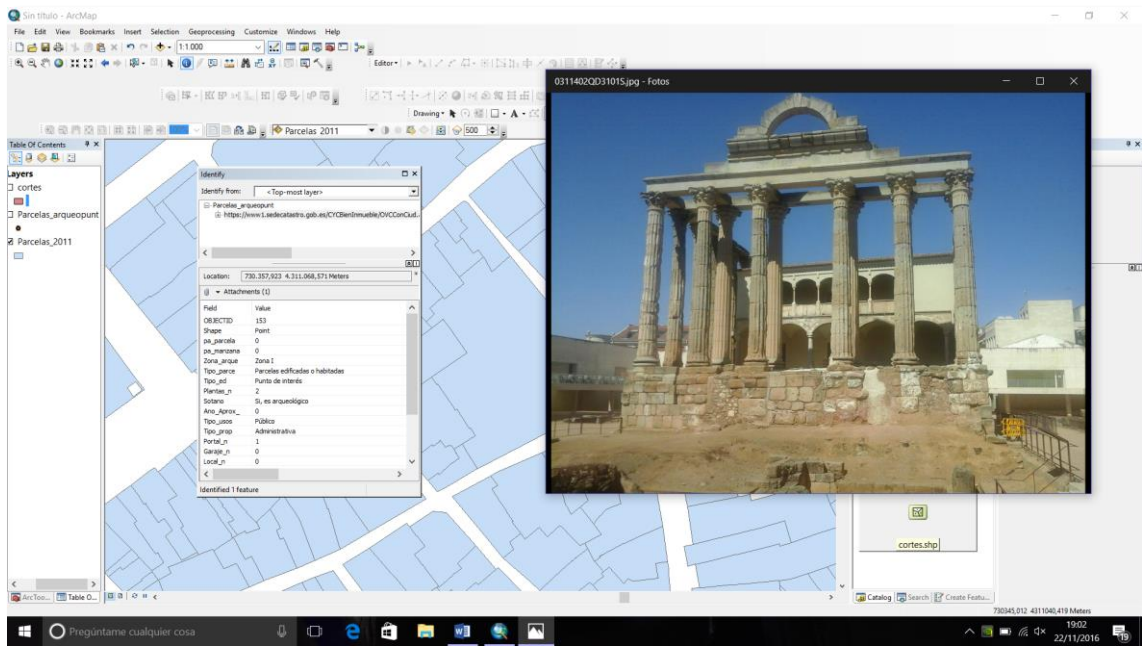 Sin título - ArcMap
File Edit View Bookmarks Insert Selection Geoprocessing Customize Windows Help
1:1.000
Editor
Drawing
Parcelas 2011
500
Table Of Contents
Layers
cortes
Parcelas_arqueopunt
Parcelas_2011
ArcToo...
Table O...
Identify
Identify from: <Top-most layer>
Parcelas_arqueopunt
https://www1.sedecatastro.gob.es/CYCBienInmueble/OVCConCiud.
Location: 730.357,923 4.311.068,571 Meters
Attachments (1)
Field Value
OBJECTID 153
Shape Point
pa_parcela 0
pa_manzana 0
Zona_arque Zona I
Tipo_parce Parcelas edificadas o habitadas
Tipo_ed Punto de interés
Plantas_n 2
Sotano Si, es arqueológico
Ano_Aprox_ 0
Tipo_usos Público
Tipo_prop Administrativa
Portal_n 1
Garaje_n 0
Local_n 0
Identified 1 feature
0311402QD3101S.jpg - Fotos
cortes.shp
Catalog Search Create Featu...
730345,012 4311040,419 Meters
Pregúntame cualquier cosa
19:02
22/11/2016
19